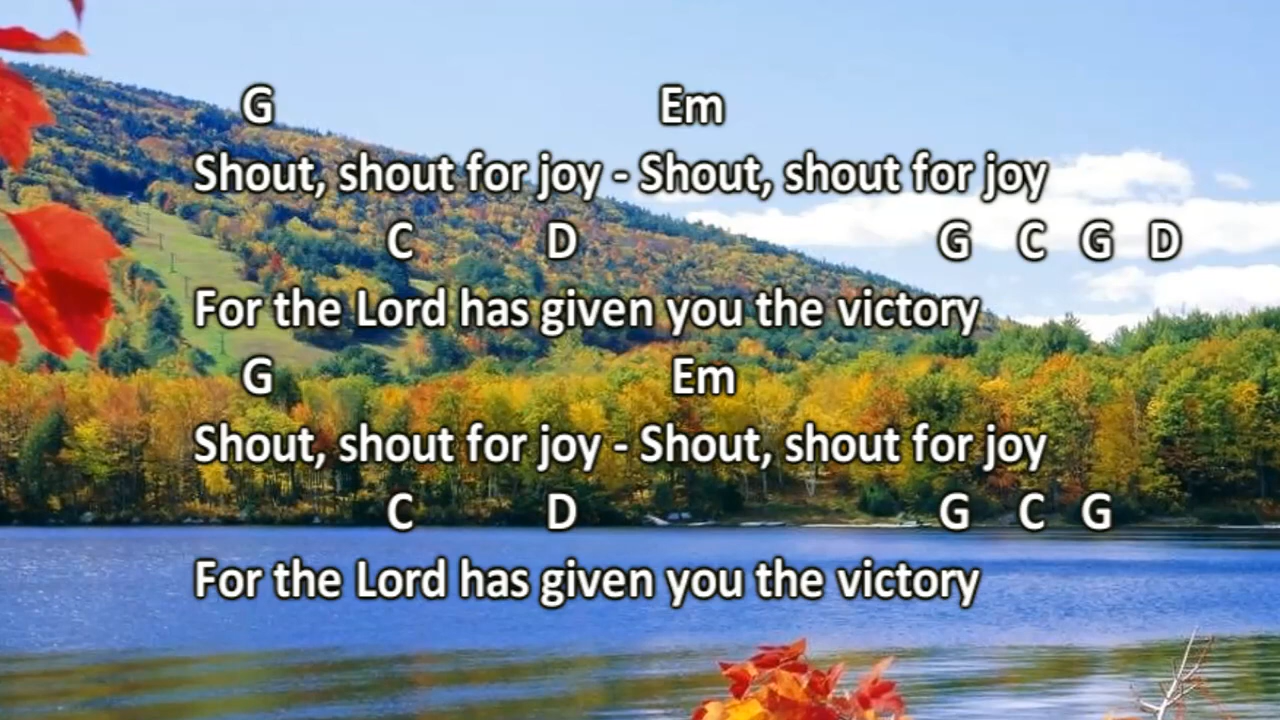 G Em
Shout, shout for joy - Shout, shout for joy
C D G C G D
For the Lord has given you the victory
G Em
Shout, shout for joy - Shout, shout for joy
C D G C G
For the Lord has given you the victory